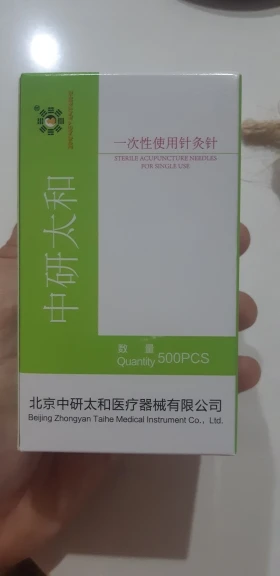 ®
一次性使用针灸针
STERILE ACUPUNCTURE NEEDLES
FOR SINGLE USE
中研太和
数 量
Quantity 500PCS
北京中研太和医疗器械有限公司
Beijing Zhongyan Taihe Medical Instrument Co., Ltd.